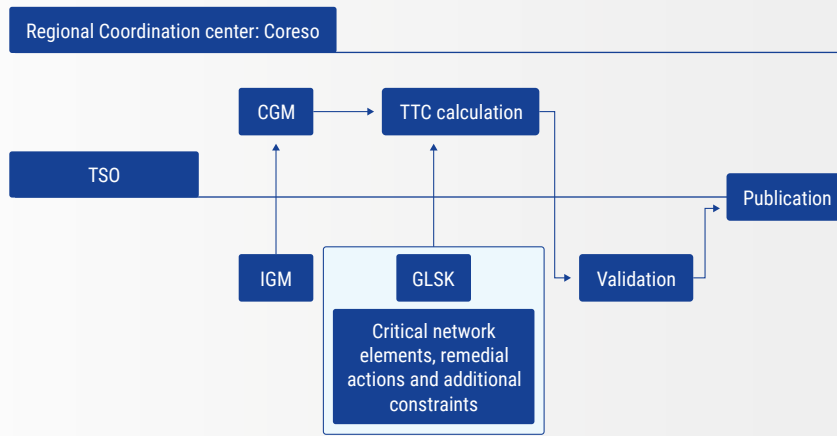 Regional Coordination center: Coreso
CGM
TTC calculation
TSO
Publication
IGM
GLSK
Validation
Critical network
elements, remedial
actions and additional
constraints